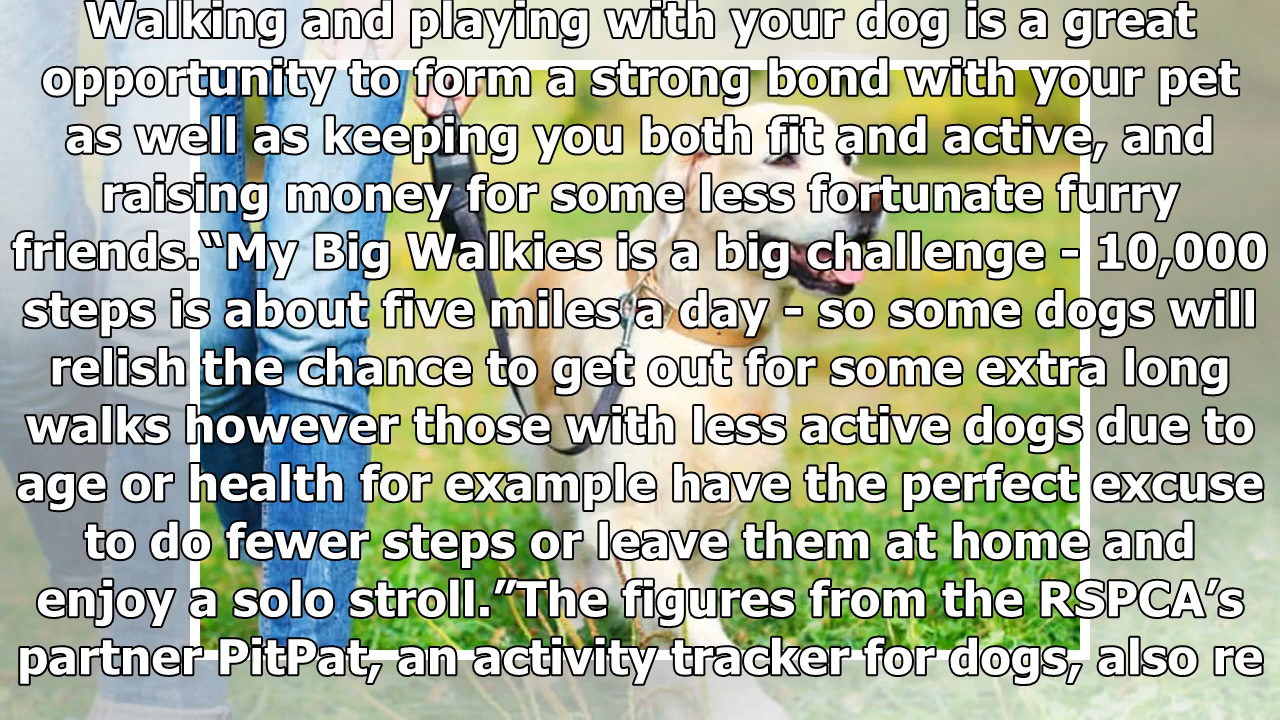 Walking and playing with your dog is a great
opportunity to form a strong bond with your pet
as well as keeping you both fit and active, and
raising money for some less fortunate furry
friends.“My Big Walkies is a big challenge - 10,000
steps is about five miles a day - so some dogs will
relish the chance to get out for some extra long
walks however those with less active dogs due to
age or health for example have the perfect excuse
to do fewer steps or leave them at home and
enjoy a solo stroll.”The figures from the RSPCA’s
partner PitPat, an activity tracker for dogs, also re